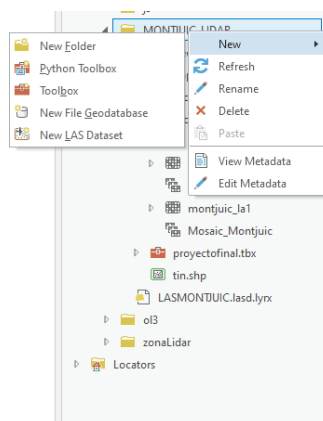 MONTJUIC_LIDAR
New Folder
Python Toolbox
Toolbox
New File Geodatabase
New LAS Dataset
New
Refresh
Rename
Delete
Paste
View Metadata
Edit Metadata
montjuic_la1
Mosaic_Montjuic
proyectofinal.tbx
tin.shp
LASMONTJUIC.lasd.lyrx
ol3
zonaLidar
Locators